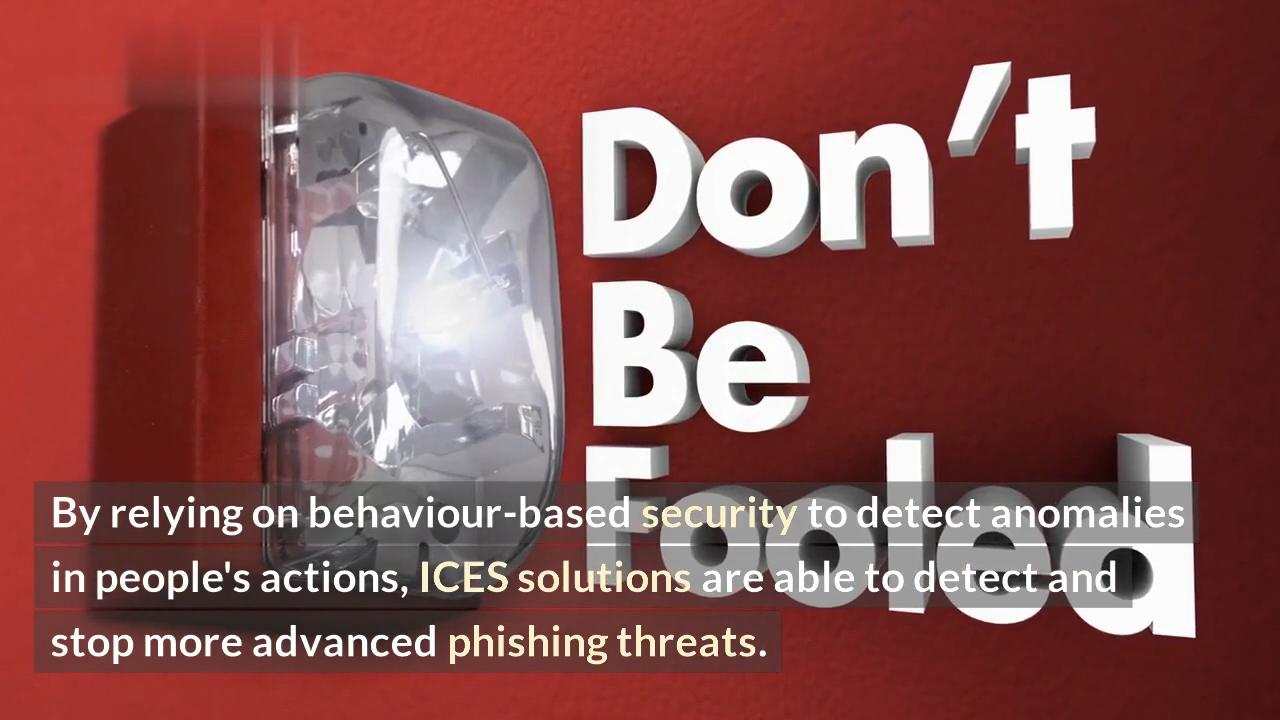 Don't
Be
Fooled
By relying on behaviour-based security to detect anomalies
in people's actions, ICES solutions are able to detect and
stop more advanced phishing threats.